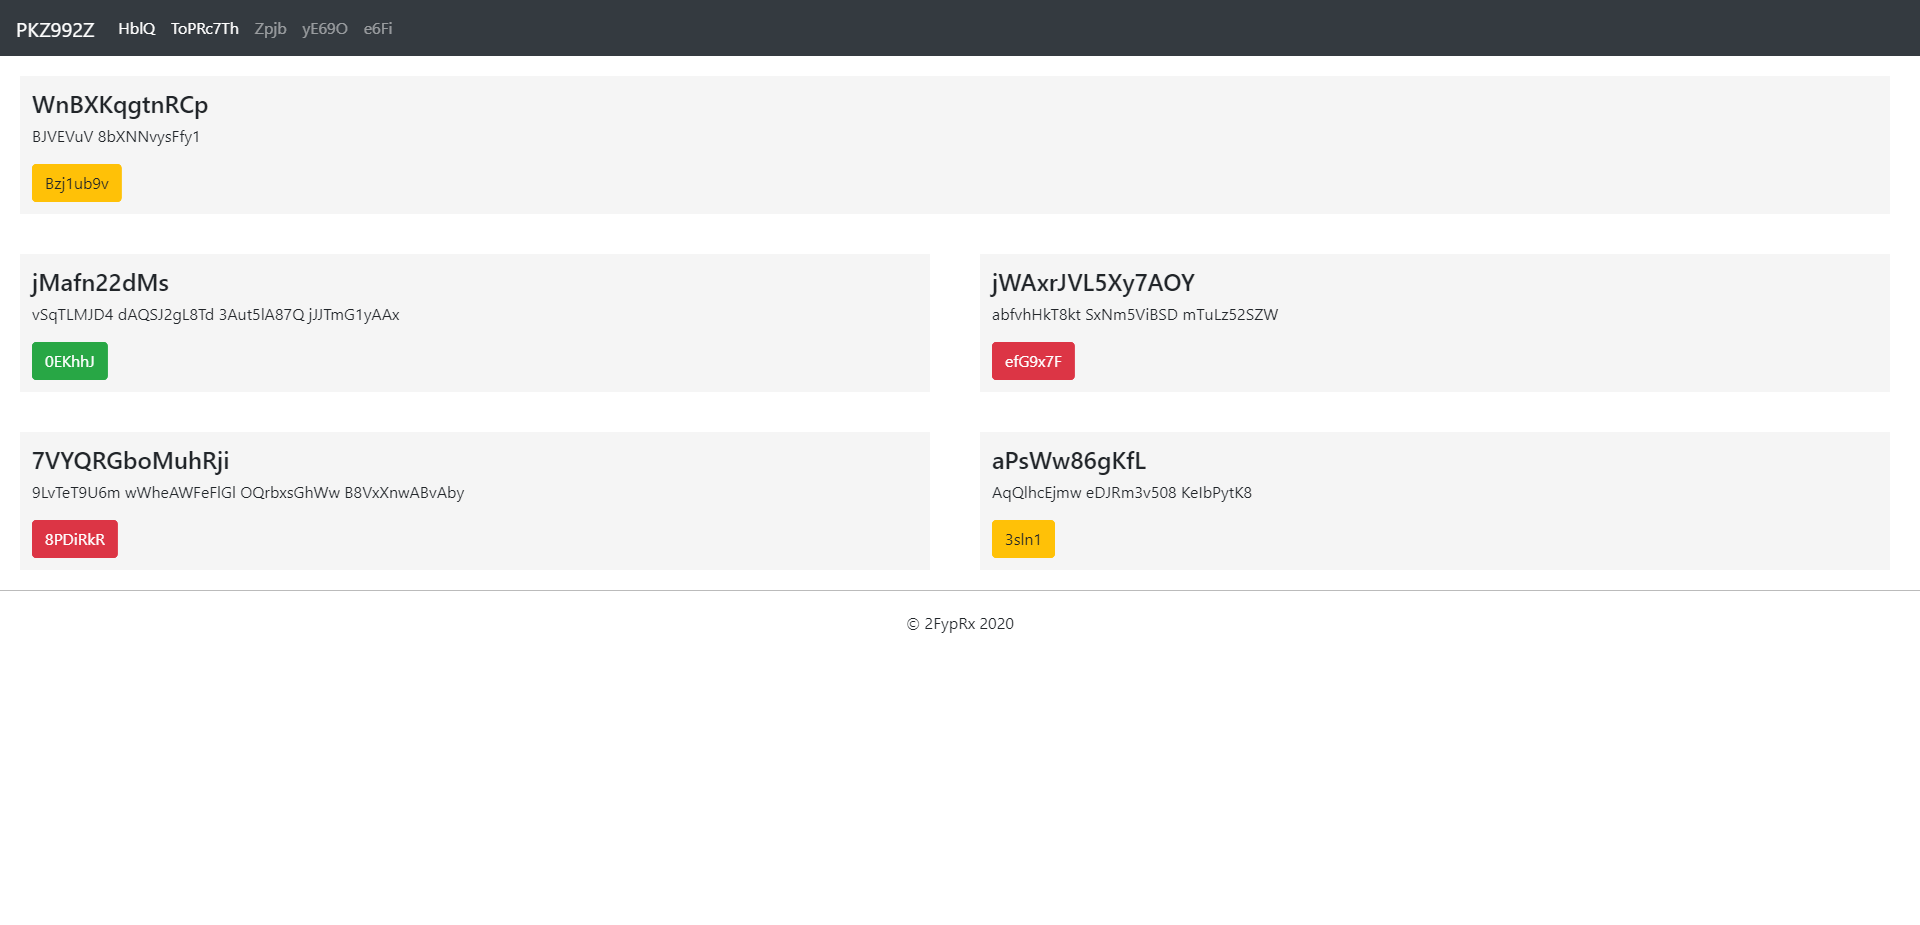 PKZ992Z HblQ ToPRc7Th Zpjb yE69O e6Fi
WnBXKqgtnRCp
BJVEVuV 8bXNNvysFfy1
Bzj1ub9v
jMafn22dMs
vSqTLMJD4 dAQSJ2gL8Td 3Aut5lA87Q jJJTmG1yAAx
0EKhhJ
jWAxrJVL5Xy7AOY
abfvhHkT8kt SxNm5ViBSD mTuLz52SZW
efG9x7F
7VYQRGboMuhRji
9LvTeT9U6m wWheAWFeFlGl OQrbxsGhWw B8VxXnwABvAby
8PDiRkR
aPsWw86gKfL
AqQlhcEjmw eDJRm3v508 KeIbPytK8
3sln1
© 2FypRx 2020